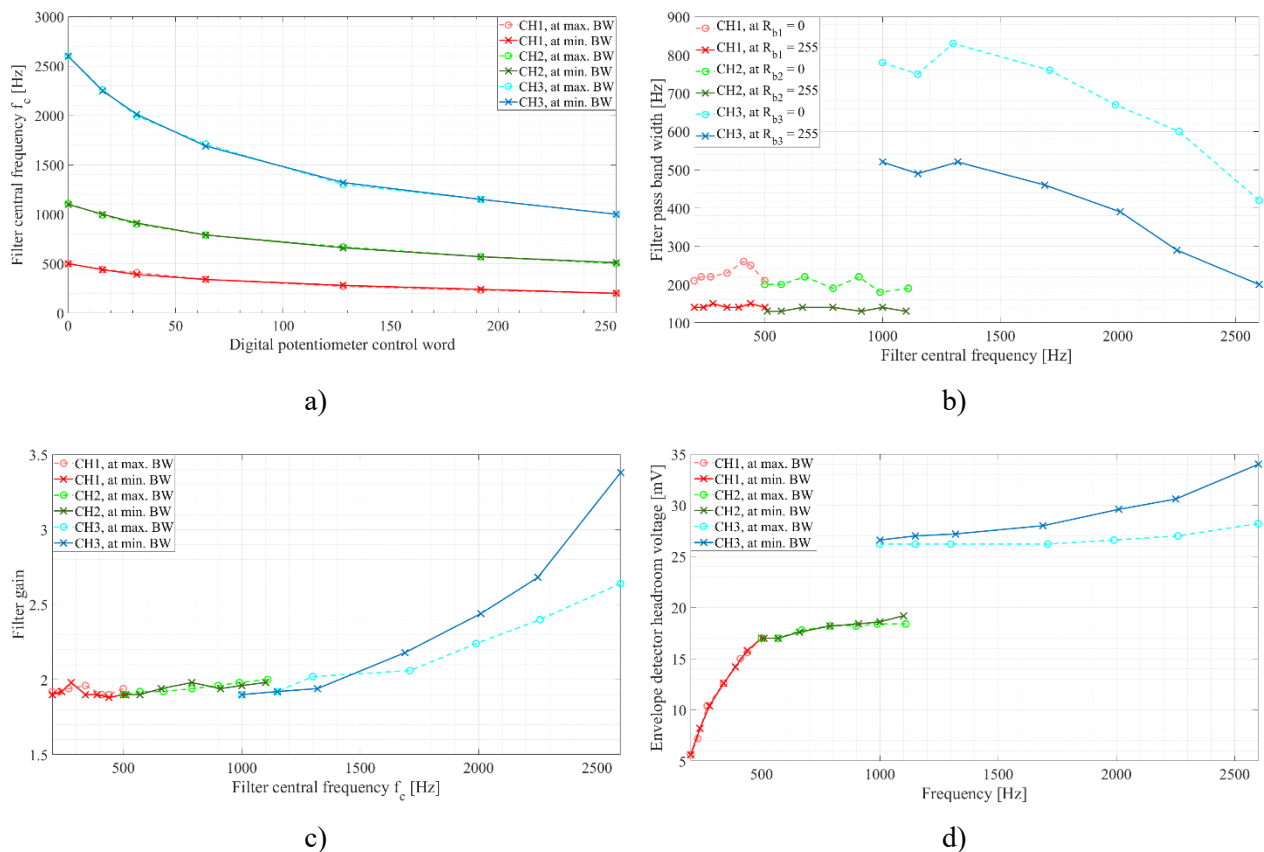 3000
2500
2000
1500
1000
500
0
Filter central frequency f_c [Hz]
CH1, at max. BW
CH1, at min. BW
CH2, at max. BW
CH2, at min. BW
CH3, at max. BW
CH3, at min. BW
0 50 100 150 200 250
Digital potentiometer control word
a)
900
800
700
600
500
400
300
200
100
Filter pass band width [Hz]
CH1, at R_b1 = 0
CH1, at R_b1 = 255
CH2, at R_b2 = 0
CH2, at R_b2 = 255
CH3, at R_b3 = 0
CH3, at R_b3 = 255
500 1000 1500 2000 2500
Filter central frequency [Hz]
b)
3.5
3
2.5
2
1.5
Filter gain
CH1, at max. BW
CH1, at min. BW
CH2, at max. BW
CH2, at min. BW
CH3, at max. BW
CH3, at min. BW
500 1000 1500 2000 2500
Filter central frequency f_c [Hz]
c)
35
30
25
20
15
10
5
Envelope detector headroom voltage [mV]
CH1, at max. BW
CH1, at min. BW
CH2, at max. BW
CH2, at min. BW
CH3, at max. BW
CH3, at min. BW
500 1000 1500 2000 2500
Frequency [Hz]
d)